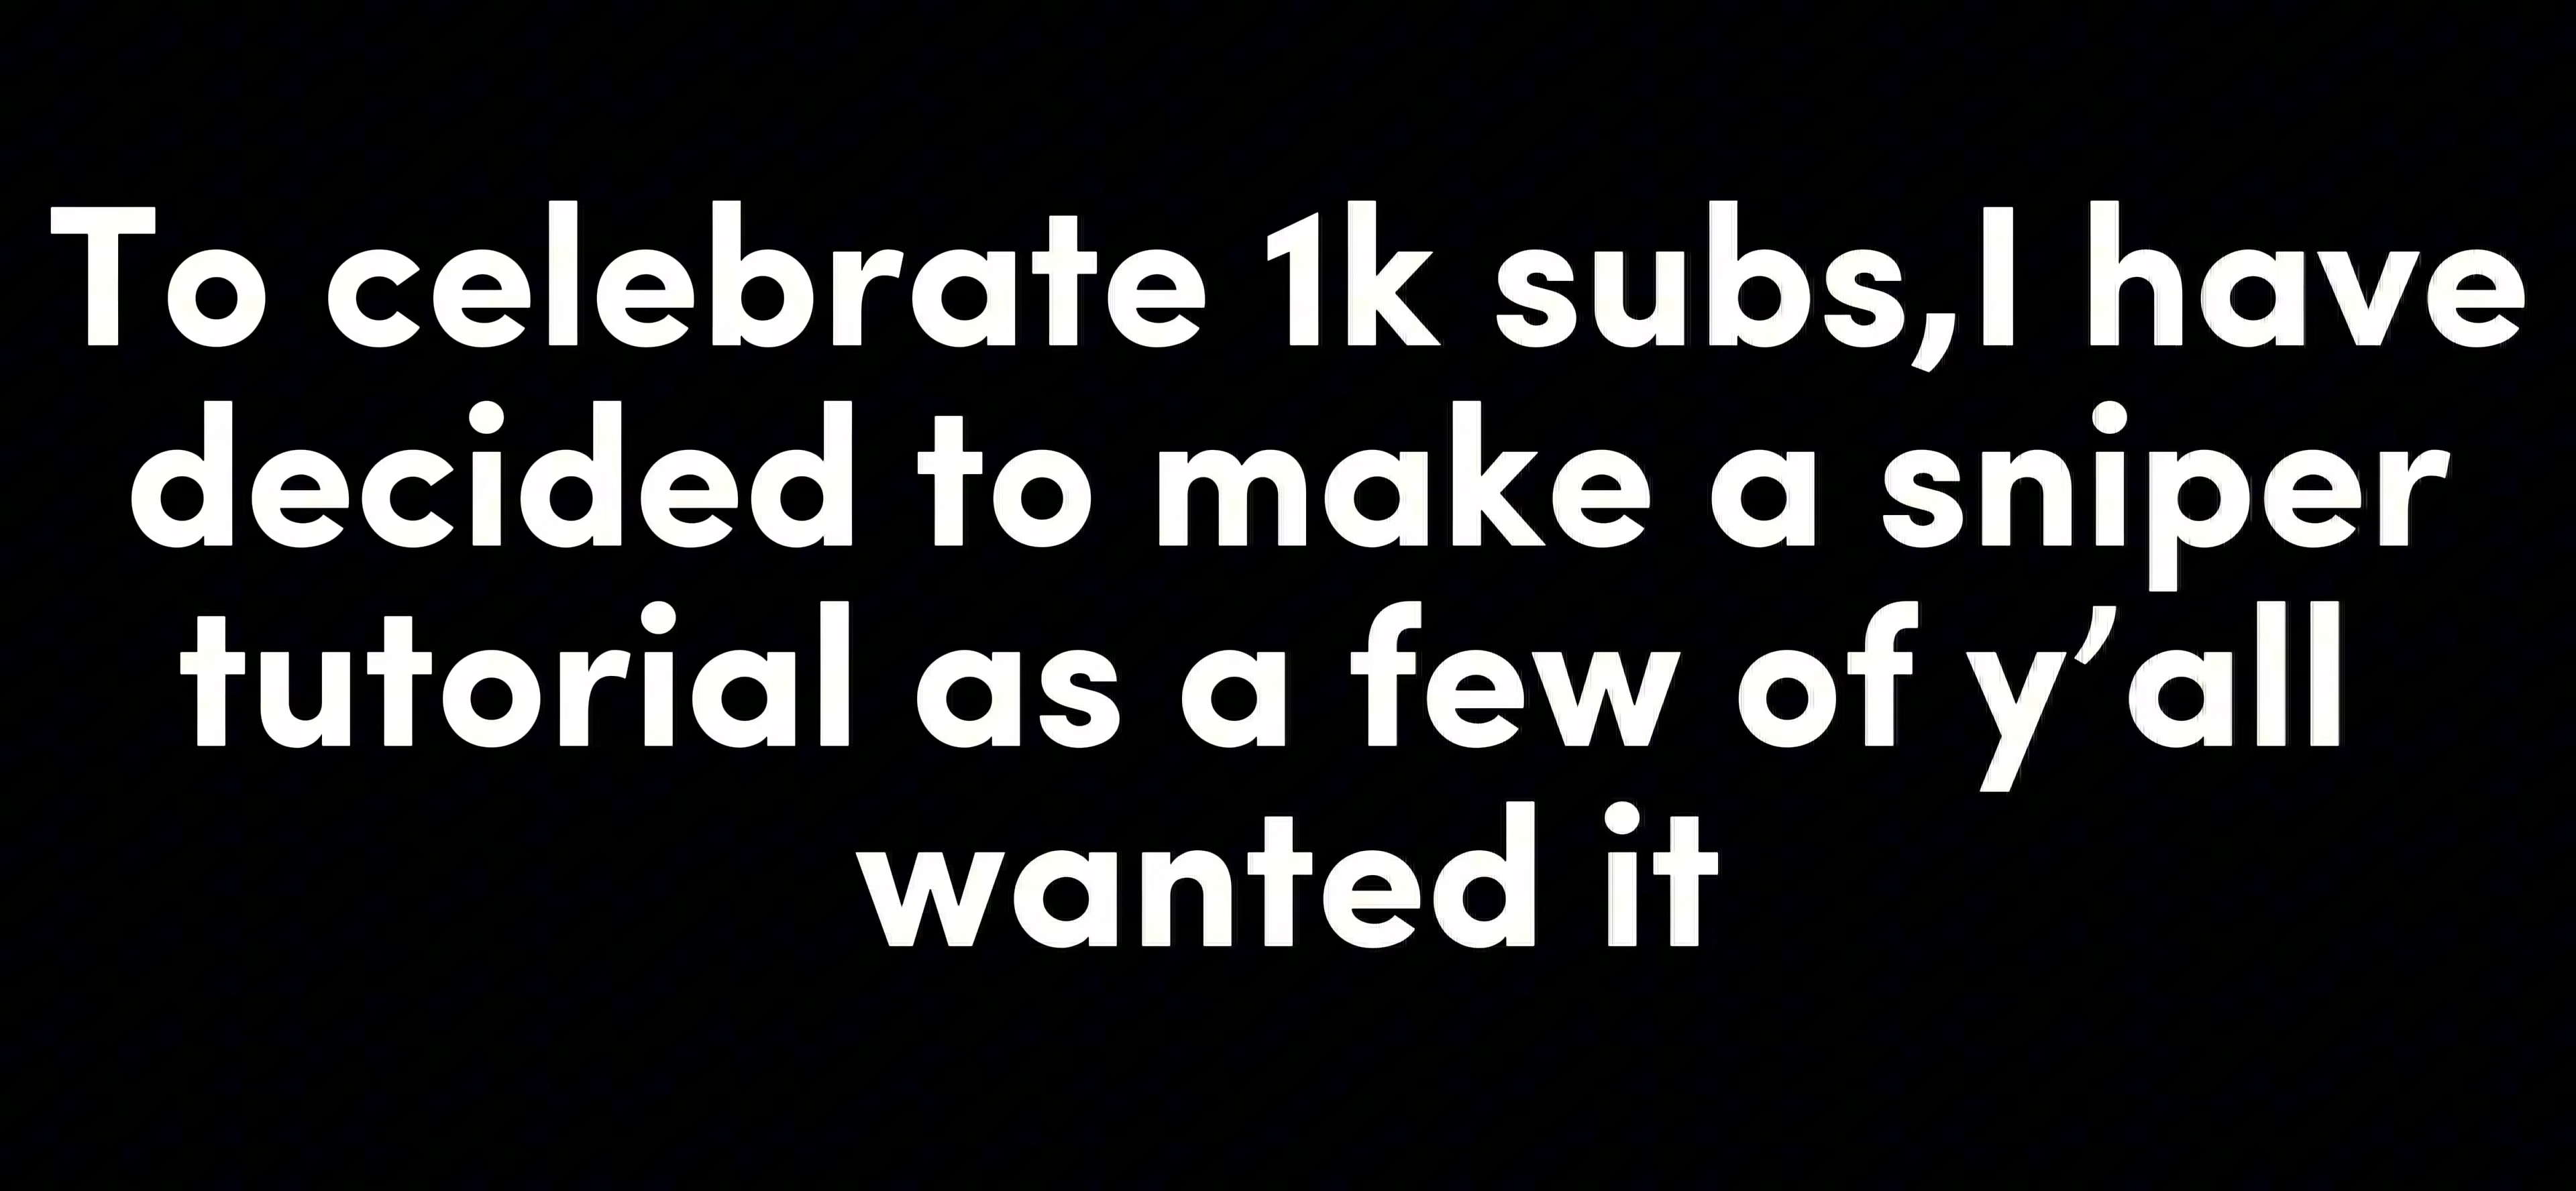 To celebrate 1k subs,I have
decided to make a sniper
tutorial as a few of y’all
wanted it